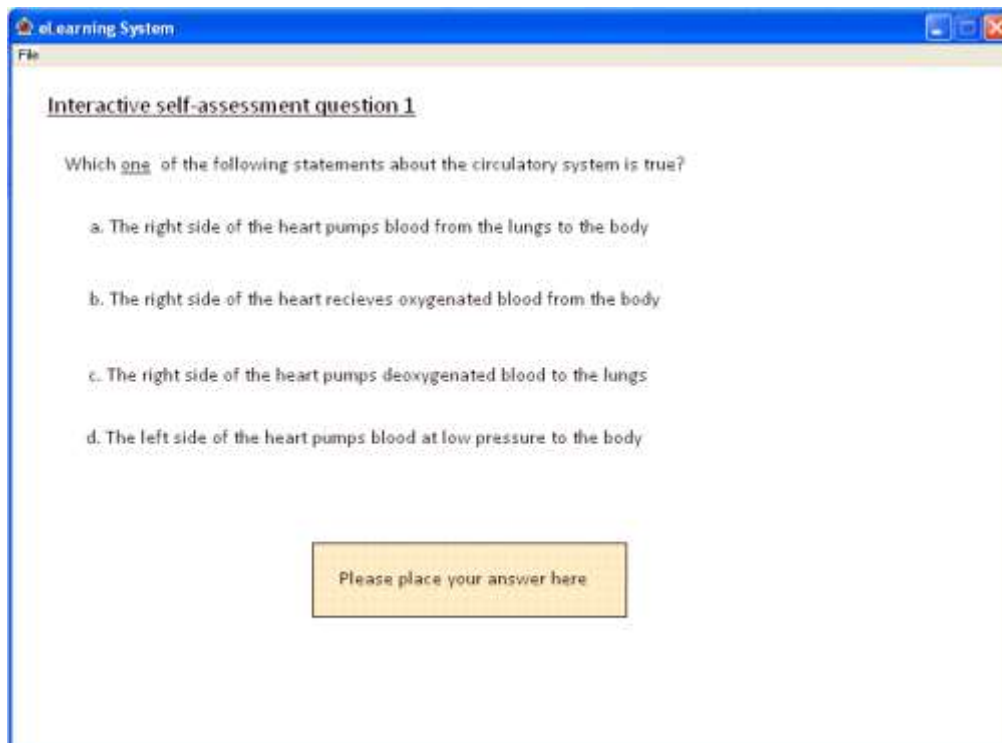 eLearning System
File
Interactive self-assessment question 1
Which one of the following statements about the circulatory system is true?
a. The right side of the heart pumps blood from the lungs to the body
b. The right side of the heart recieves oxygenated blood from the body
c. The right side of the heart pumps deoxygenated blood to the lungs
d. The left side of the heart pumps blood at low pressure to the body
Please place your answer here